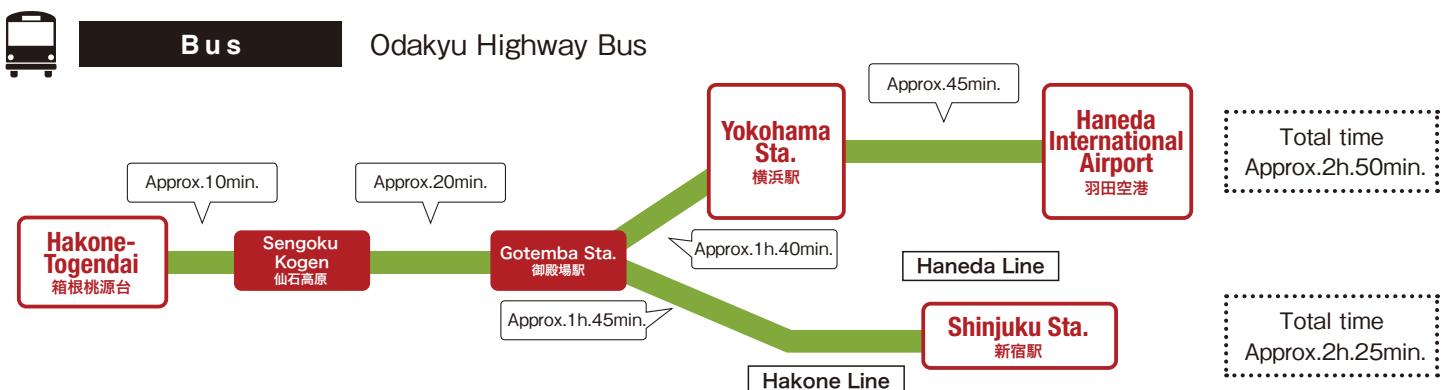 Bus
Odakyu Highway Bus
Approx.45min.
Yokohama
Sta.
横浜駅
Haneda
International
Airport
羽田空港
Total time
Approx.2h.50min.
Approx.10min.
Approx.20min.
Hakone-
Togendai
箱根桃源台
Sengoku
Kogen
仙石高原
Gotemba Sta.
御殿場駅
Approx.1h.40min.
Haneda Line
Approx.1h.45min.
Shinjuku Sta.
新宿駅
Total time
Approx.2h.25min.
Hakone Line